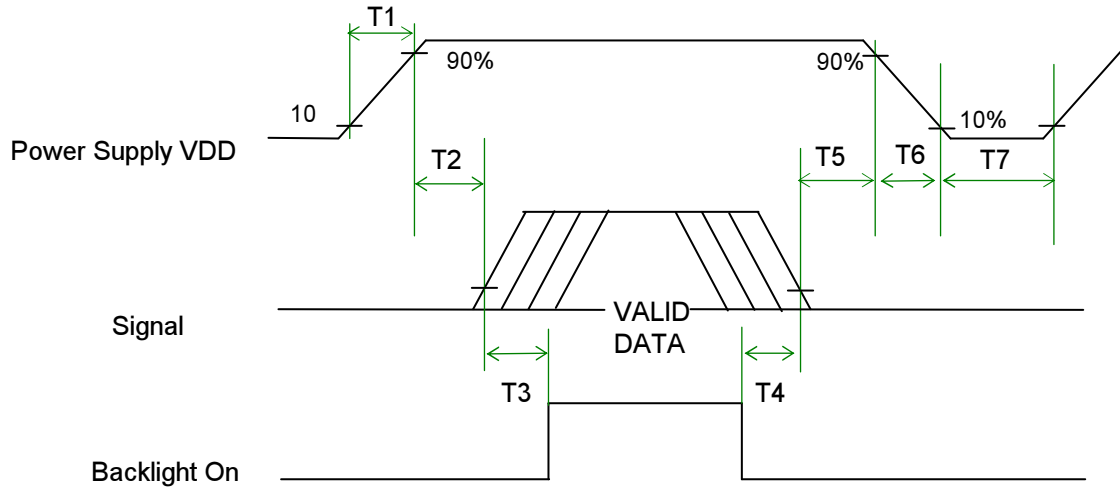 T1
90%
90%
10
10%
Power Supply VDD
T2
T5
T6
T7
VALID
DATA
Signal
T3
T4
Backlight On